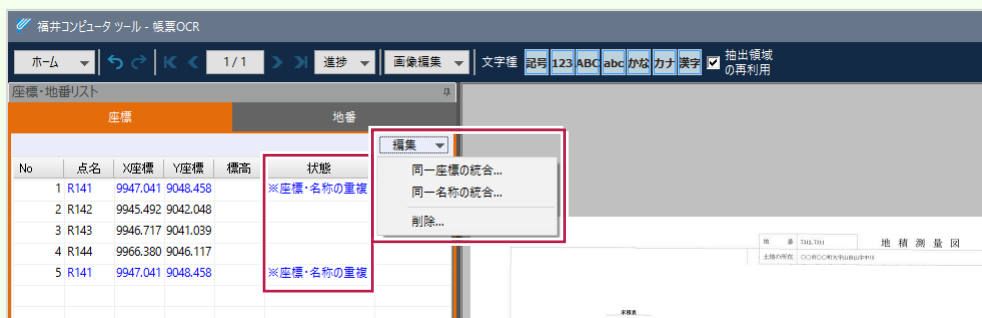 福井コンピュータ ツール - 帳票OCR
ホーム 1 / 1 進捗 画像編集 文字種 記号 123 ABC abc かな カナ 漢字 抽出領域の再利用
座標・地番リスト
座標 地番
編集
No 点名 X座標 Y座標 標高 状態
同一座標の統合...
1 R141 9947.041 9048.458 ※座標・名称の重複
同一名称の統合...
2 R142 9945.492 9042.048
削除...
3 R143 9946.717 9041.039
4 R144 9966.380 9046.117
5 R141 9947.041 9048.458 ※座標・名称の重複
地番 地積測量図
土地の所在